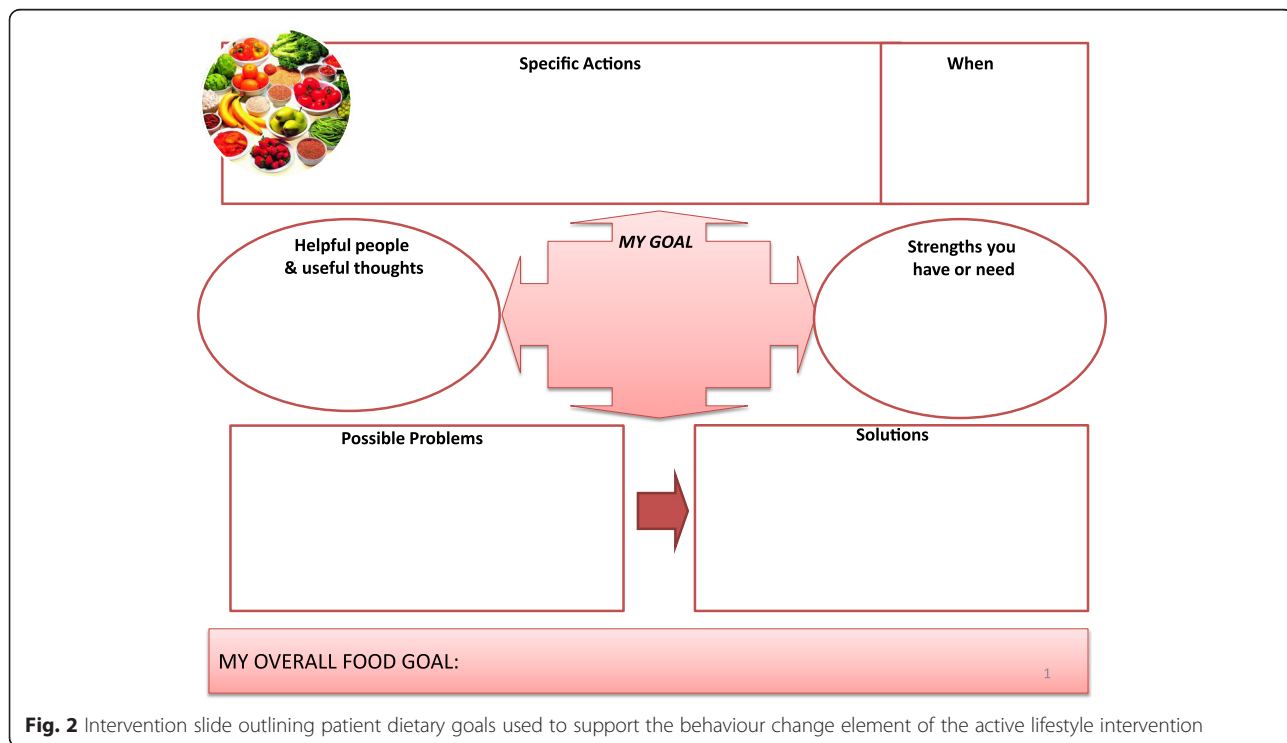 Specific Actions
When
MY GOAL
Helpful people
& useful thoughts
Strengths you
have or need
Possible Problems
Solutions
MY OVERALL FOOD GOAL:
1
Fig. 2 Intervention slide outlining patient dietary goals used to support the behaviour change element of the active lifestyle intervention